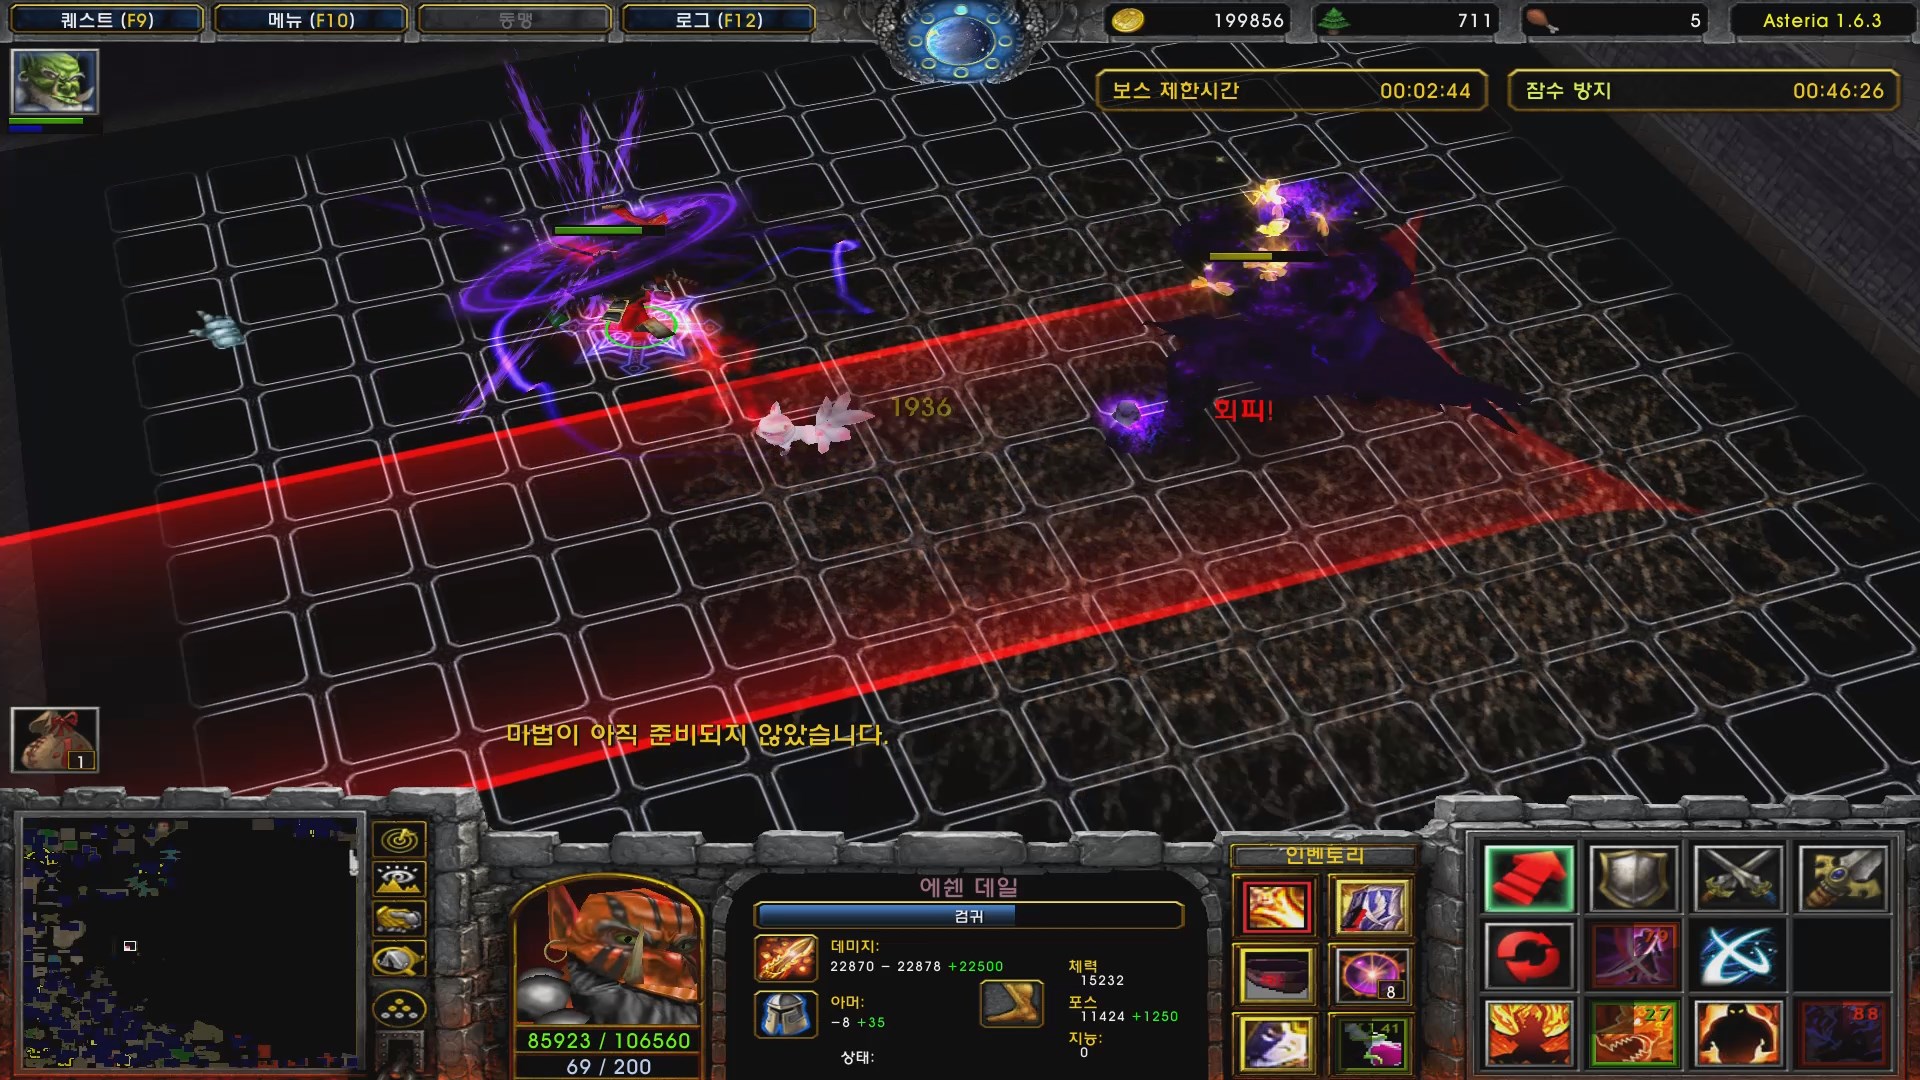 퀘스트 (F9) 메뉴 (F10) 동맹 로그 (F12) 199856 711 5 Asteria 1.6.3
보스 제한시간 00:02:44 잠수 방지 00:46:26
1936
회피!
마법이 아직 준비되지 않았습니다.
1
에쉔 데일
검귀
데미지:
22870 - 22878 +22500
아머:
-8 +35
상태:
체력
15232
포스
11424 +1250
지능:
0
85923 / 106560
69 / 200
인벤토리
8
41
79
27
88